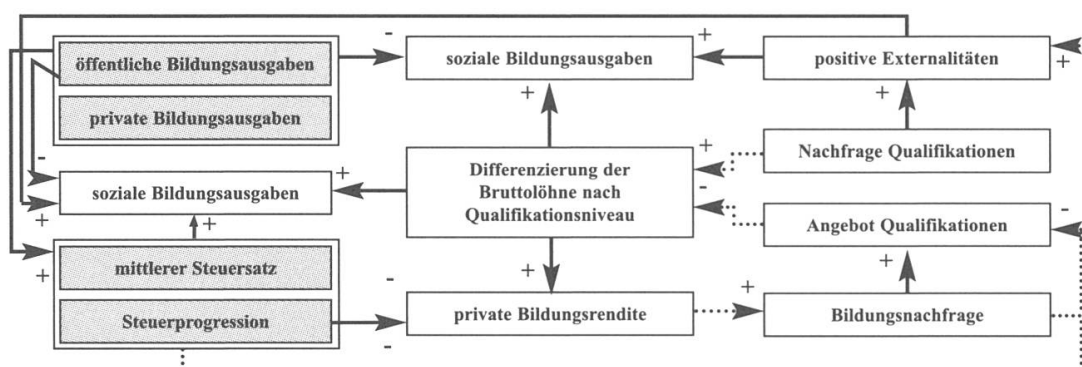 öffentliche Bildungsausgaben
private Bildungsausgaben
soziale Bildungsausgaben
mittlerer Steuersatz
Steuerprogression
soziale Bildungsausgaben
Differenzierung der
Bruttolöhne nach
Qualifikationsniveau
private Bildungsrendite
positive Externalitäten
Nachfrage Qualifikationen
Angebot Qualifikationen
Bildungsnachfrage
-
+
+
+
+
+
-
+
-
-
+
+
+
+
+
-
-
+
+
-
+